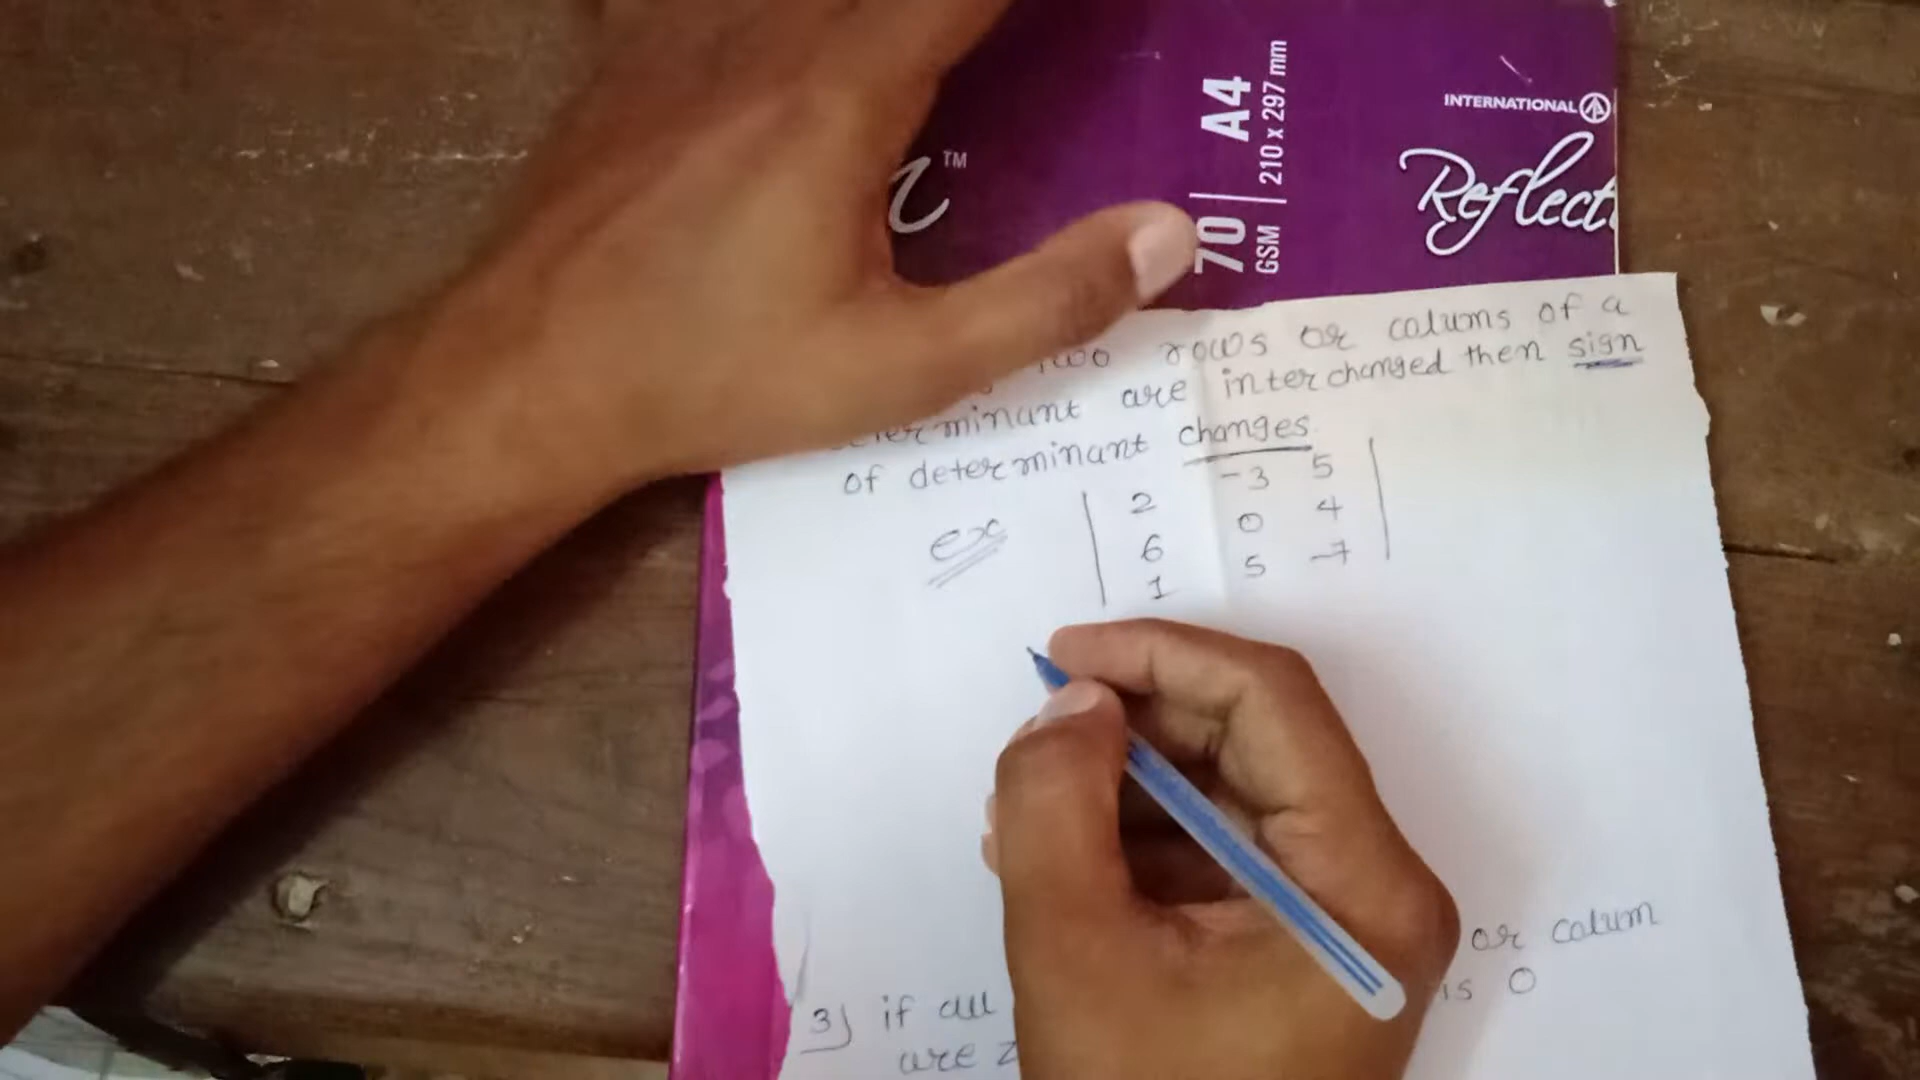 TM
70 GSM
A4 210 x 297 mm
INTERNATIONAL
Reflect
rows or colums of a
minant are interchanged then sign
of determinant changes.
ex
2 -3 5
6 0 4
1 5 -7
or colum
3) if all is 0
are